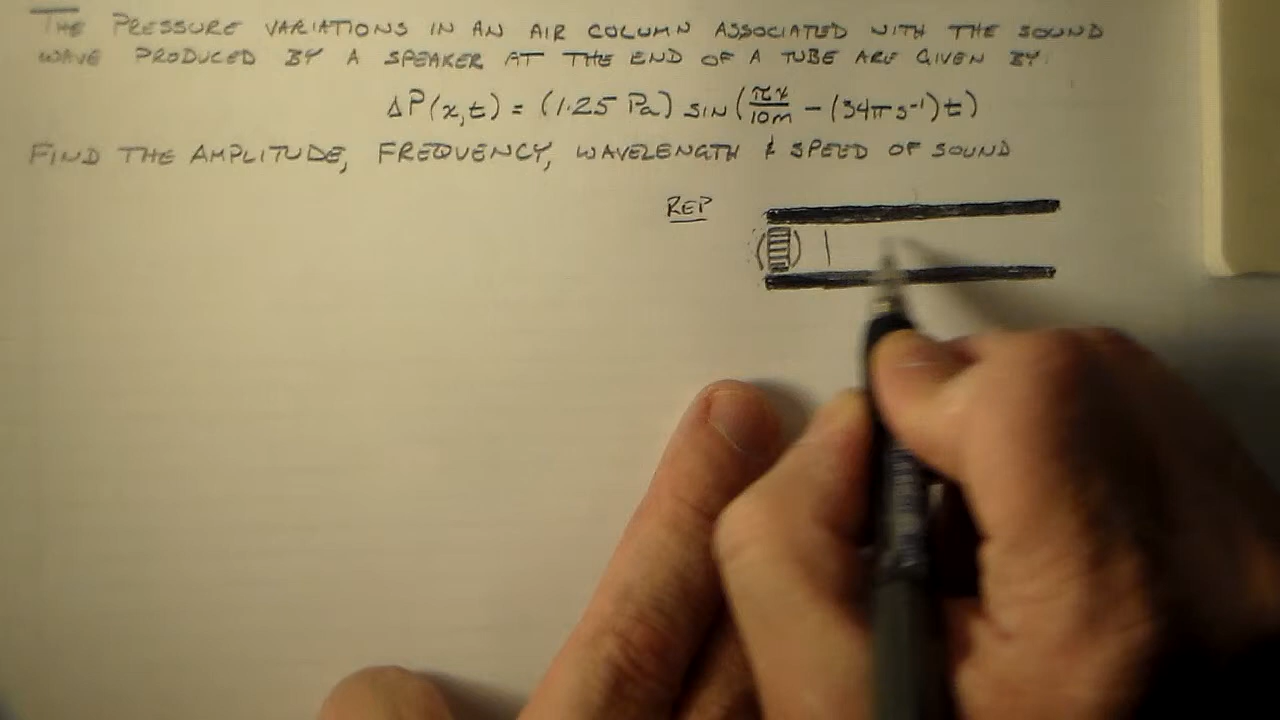 THE PRESSURE VARIATIONS IN AN AIR COLUMN ASSOCIATED WITH THE SOUND
WAVE PRODUCED BY A SPEAKER AT THE END OF A TUBE ARE GIVEN BY:
ΔP(x,t) = (1.25 Pa) SIN(πx/10m - (34π s⁻¹)t)
FIND THE AMPLITUDE, FREQUENCY, WAVELENGTH & SPEED OF SOUND
REP